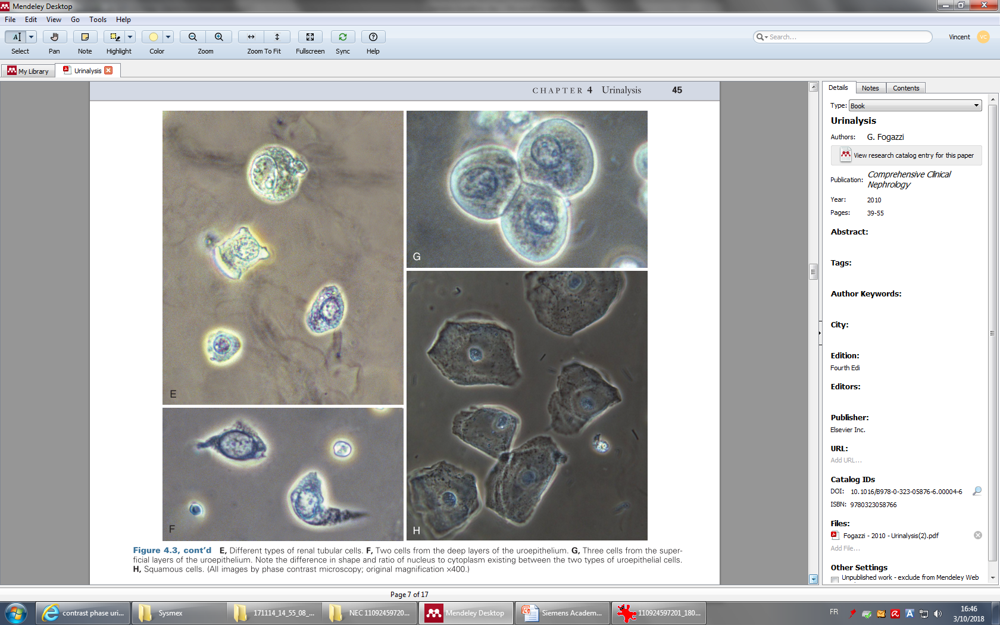 Mendeley Desktop
File Edit View Go Tools Help
Search...
Vincent
VC
Select Pan Note Highlight Color Zoom Zoom To Fit Fullscreen Sync Help
My Library Urinalysis
CHAPTER 4 Urinalysis 45
E
G
F
H
Figure 4.3, cont'd E, Different types of renal tubular cells. F, Two cells from the deep layers of the uroepithelium. G, Three cells from the super-
ficial layers of the uroepithelium. Note the difference in shape and ratio of nucleus to cytoplasm existing between the two types of uroepithelial cells.
H, Squamous cells. (All images by phase contrast microscopy; original magnification ×400.)
Details Notes Contents
Type: Book
Urinalysis
Authors: G. Fogazzi
View research catalog entry for this paper
Publication: Comprehensive Clinical
Nephrology
Year: 2010
Pages: 39-55
Abstract:
Tags:
Author Keywords:
City:
Edition:
Fourth Edi
Editors:
Publisher:
Elsevier Inc.
URL:
Add URL...
Catalog IDs
DOI: 10.1016/B978-0-323-05876-6.00004-6
ISBN: 9780323058766
Files:
Fogazzi - 2010 - Urinalysis(2).pdf
Add File...
Other Settings
Unpublished work - exclude from Mendeley Web
Page 7 of 17
contrast phase uri... Sysmex 171114_14_55_08_... NEC 11092459720... Mendeley Desktop Siemens Academ... 110924597201_180... FR 16:46
3/10/2018